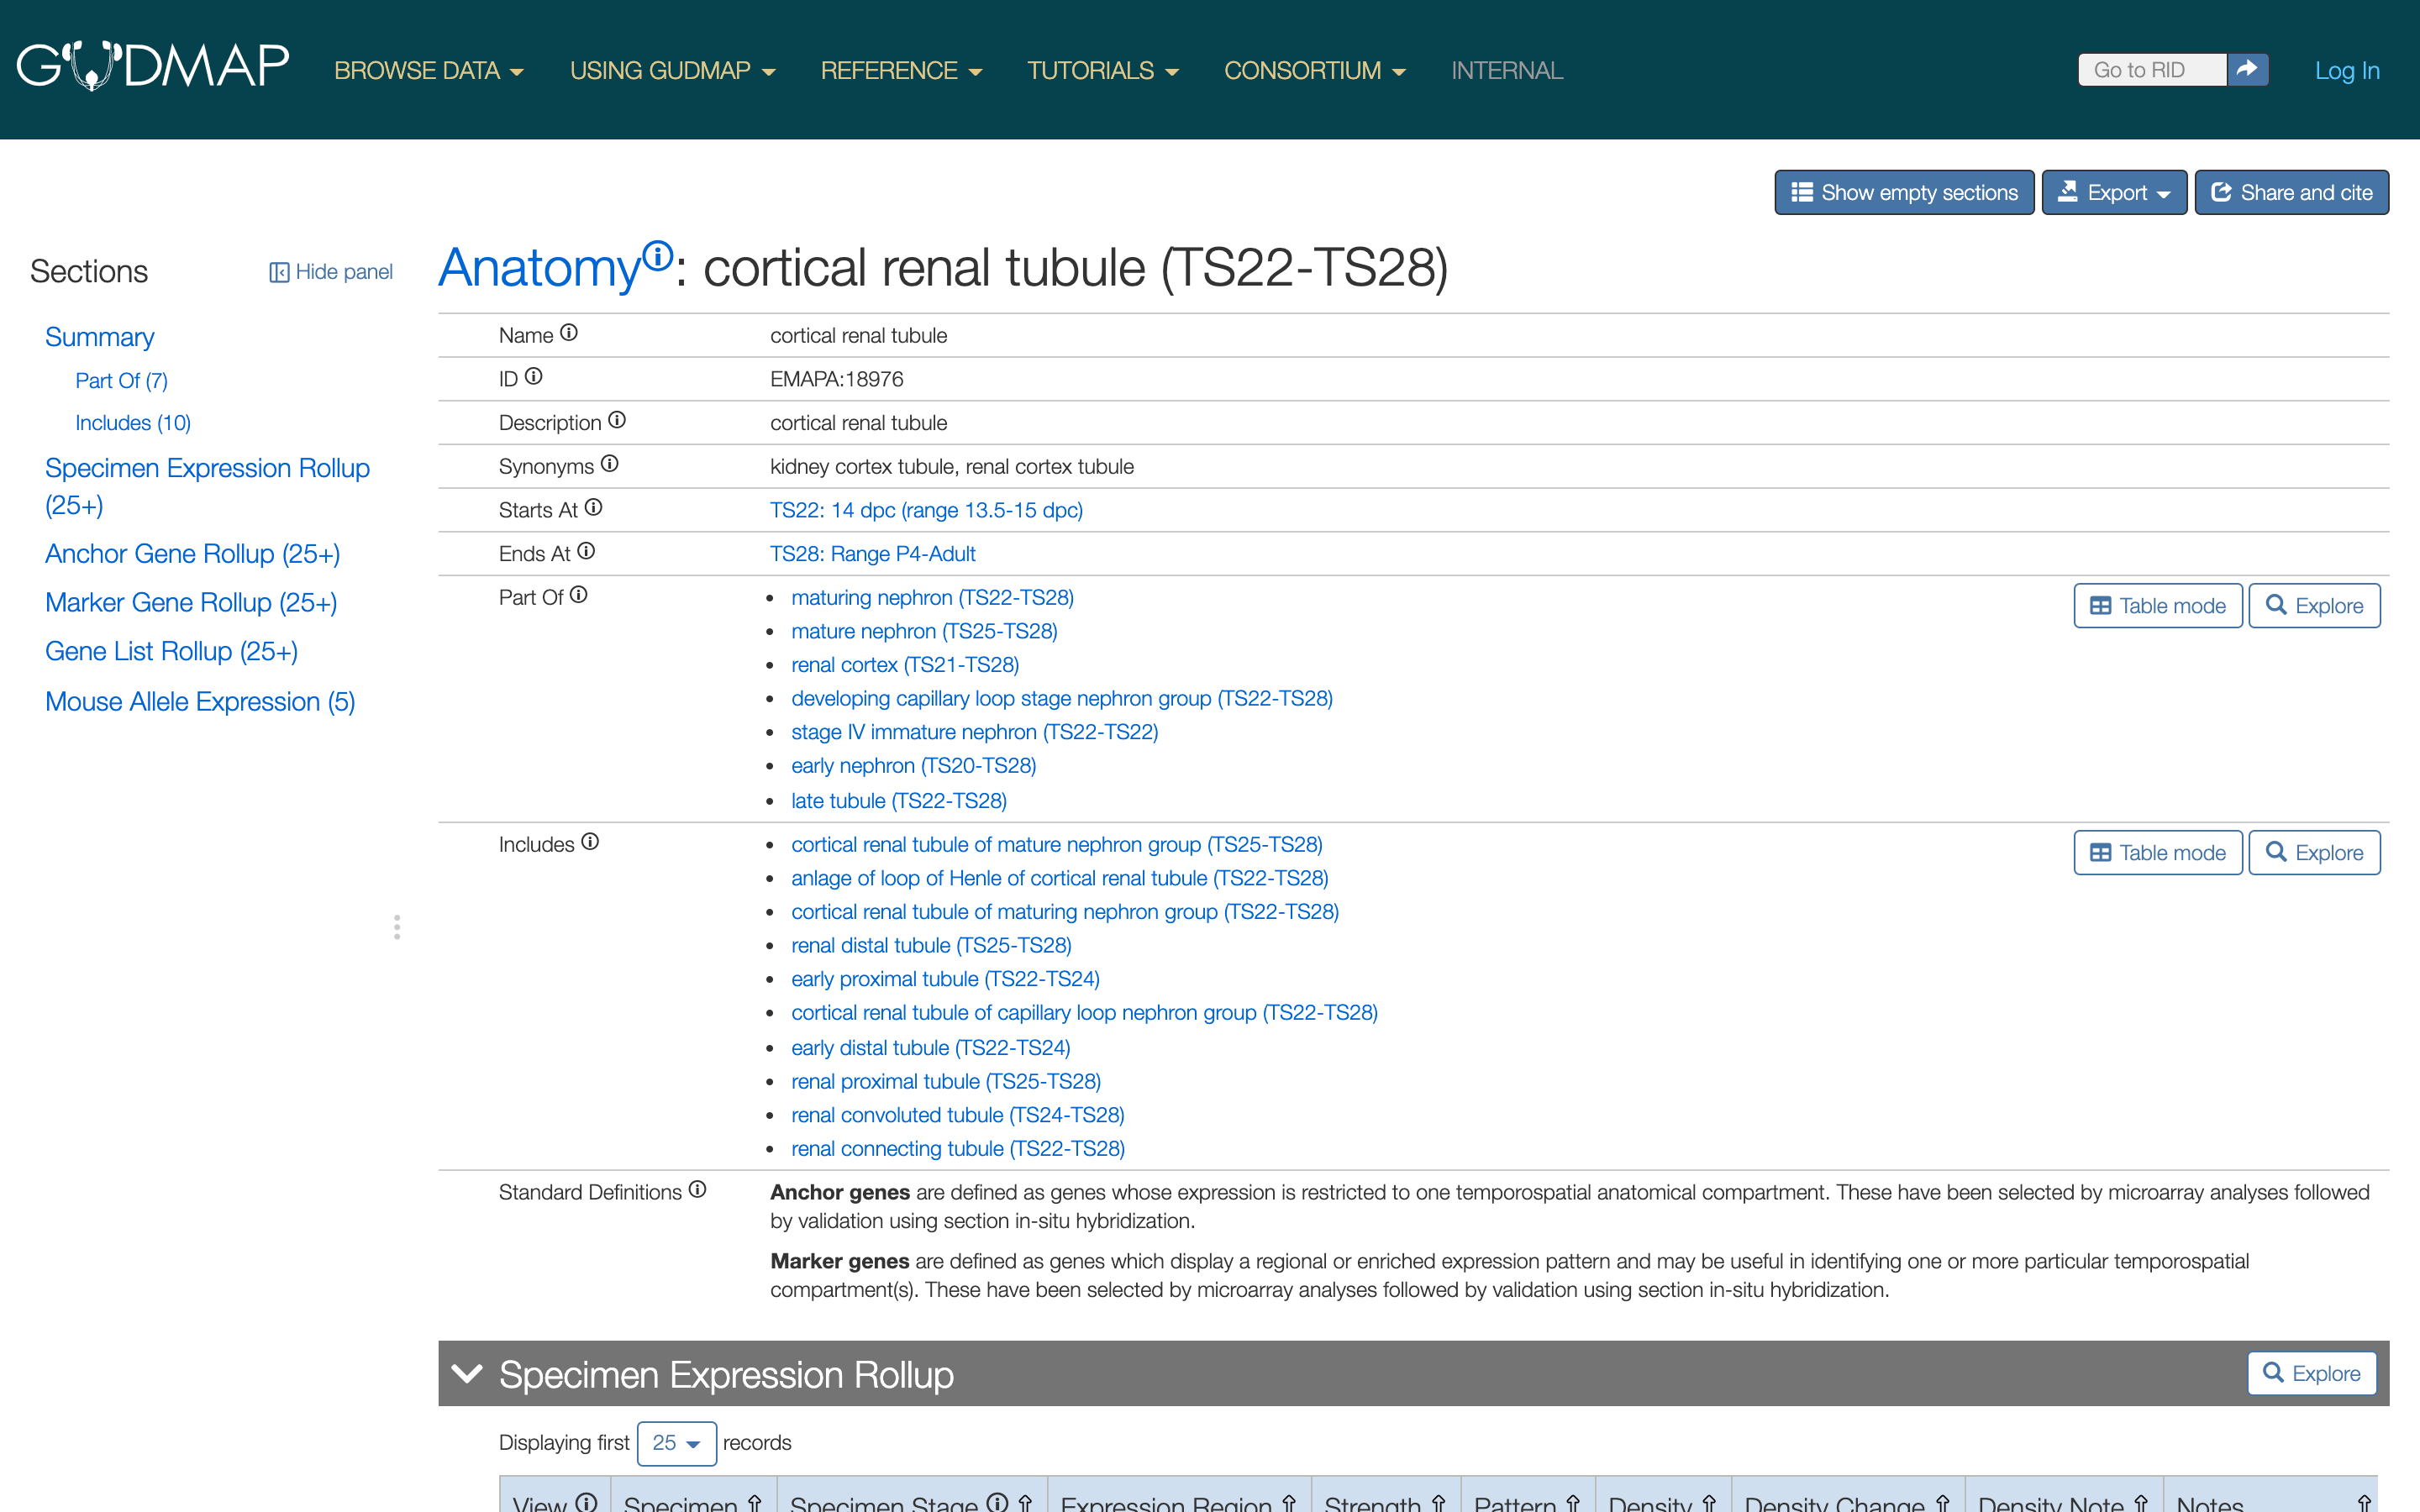 GUDMAP BROWSE DATA USING GUDMAP REFERENCE TUTORIALS CONSORTIUM INTERNAL Go to RID Log In
Show empty sections Export Share and cite
Sections Hide panel
Summary
Part Of (7)
Includes (10)
Specimen Expression Rollup
(25+)
Anchor Gene Rollup (25+)
Marker Gene Rollup (25+)
Gene List Rollup (25+)
Mouse Allele Expression (5)
Anatomy: cortical renal tubule (TS22-TS28)
Name cortical renal tubule
ID EMAPA:18976
Description cortical renal tubule
Synonyms kidney cortex tubule, renal cortex tubule
Starts At TS22: 14 dpc (range 13.5-15 dpc)
Ends At TS28: Range P4-Adult
Part Of
• maturing nephron (TS22-TS28)
• mature nephron (TS25-TS28)
• renal cortex (TS21-TS28)
• developing capillary loop stage nephron group (TS22-TS28)
• stage IV immature nephron (TS22-TS22)
• early nephron (TS20-TS28)
• late tubule (TS22-TS28)
Table mode Explore
Includes
• cortical renal tubule of mature nephron group (TS25-TS28)
• anlage of loop of Henle of cortical renal tubule (TS22-TS28)
• cortical renal tubule of maturing nephron group (TS22-TS28)
• renal distal tubule (TS25-TS28)
• early proximal tubule (TS22-TS24)
• cortical renal tubule of capillary loop nephron group (TS22-TS28)
• early distal tubule (TS22-TS24)
• renal proximal tubule (TS25-TS28)
• renal convoluted tubule (TS24-TS28)
• renal connecting tubule (TS22-TS28)
Table mode Explore
Standard Definitions
Anchor genes are defined as genes whose expression is restricted to one temporospatial anatomical compartment. These have been selected by microarray analyses followed
by validation using section in-situ hybridization.
Marker genes are defined as genes which display a regional or enriched expression pattern and may be useful in identifying one or more particular temporospatial
compartment(s). These have been selected by microarray analyses followed by validation using section in-situ hybridization.
Specimen Expression Rollup Explore
Displaying first 25 records
View Specimen Specimen Stage Expression Region Strength Pattern Density Density Change Density Note Notes